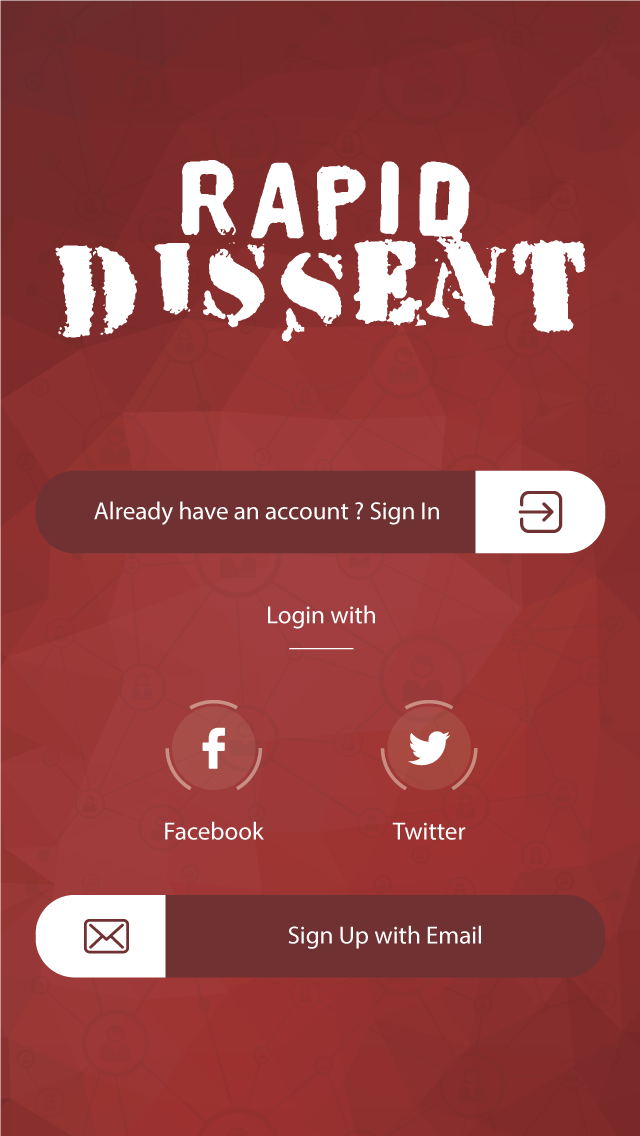 RAPID
DISSENT
Already have an account ? Sign In
Login with
Facebook
Twitter
Sign Up with Email